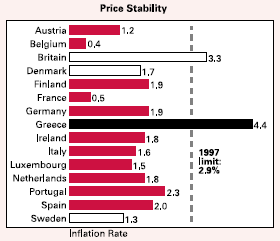 Price Stability
Austria 1.2
Belgium 0,4
Britain 3.3
Denmark 1.7
Finland 1,9
France 0,5
Germany 1,9
Greece 4,4
Ireland 1,8
Italy 1.6
Luxembourg 1,5
Netherlands 1,8
Portugal 2.3
Spain 2,0
Sweden 1.3
1997
limit:
2.9%
Inflation Rate